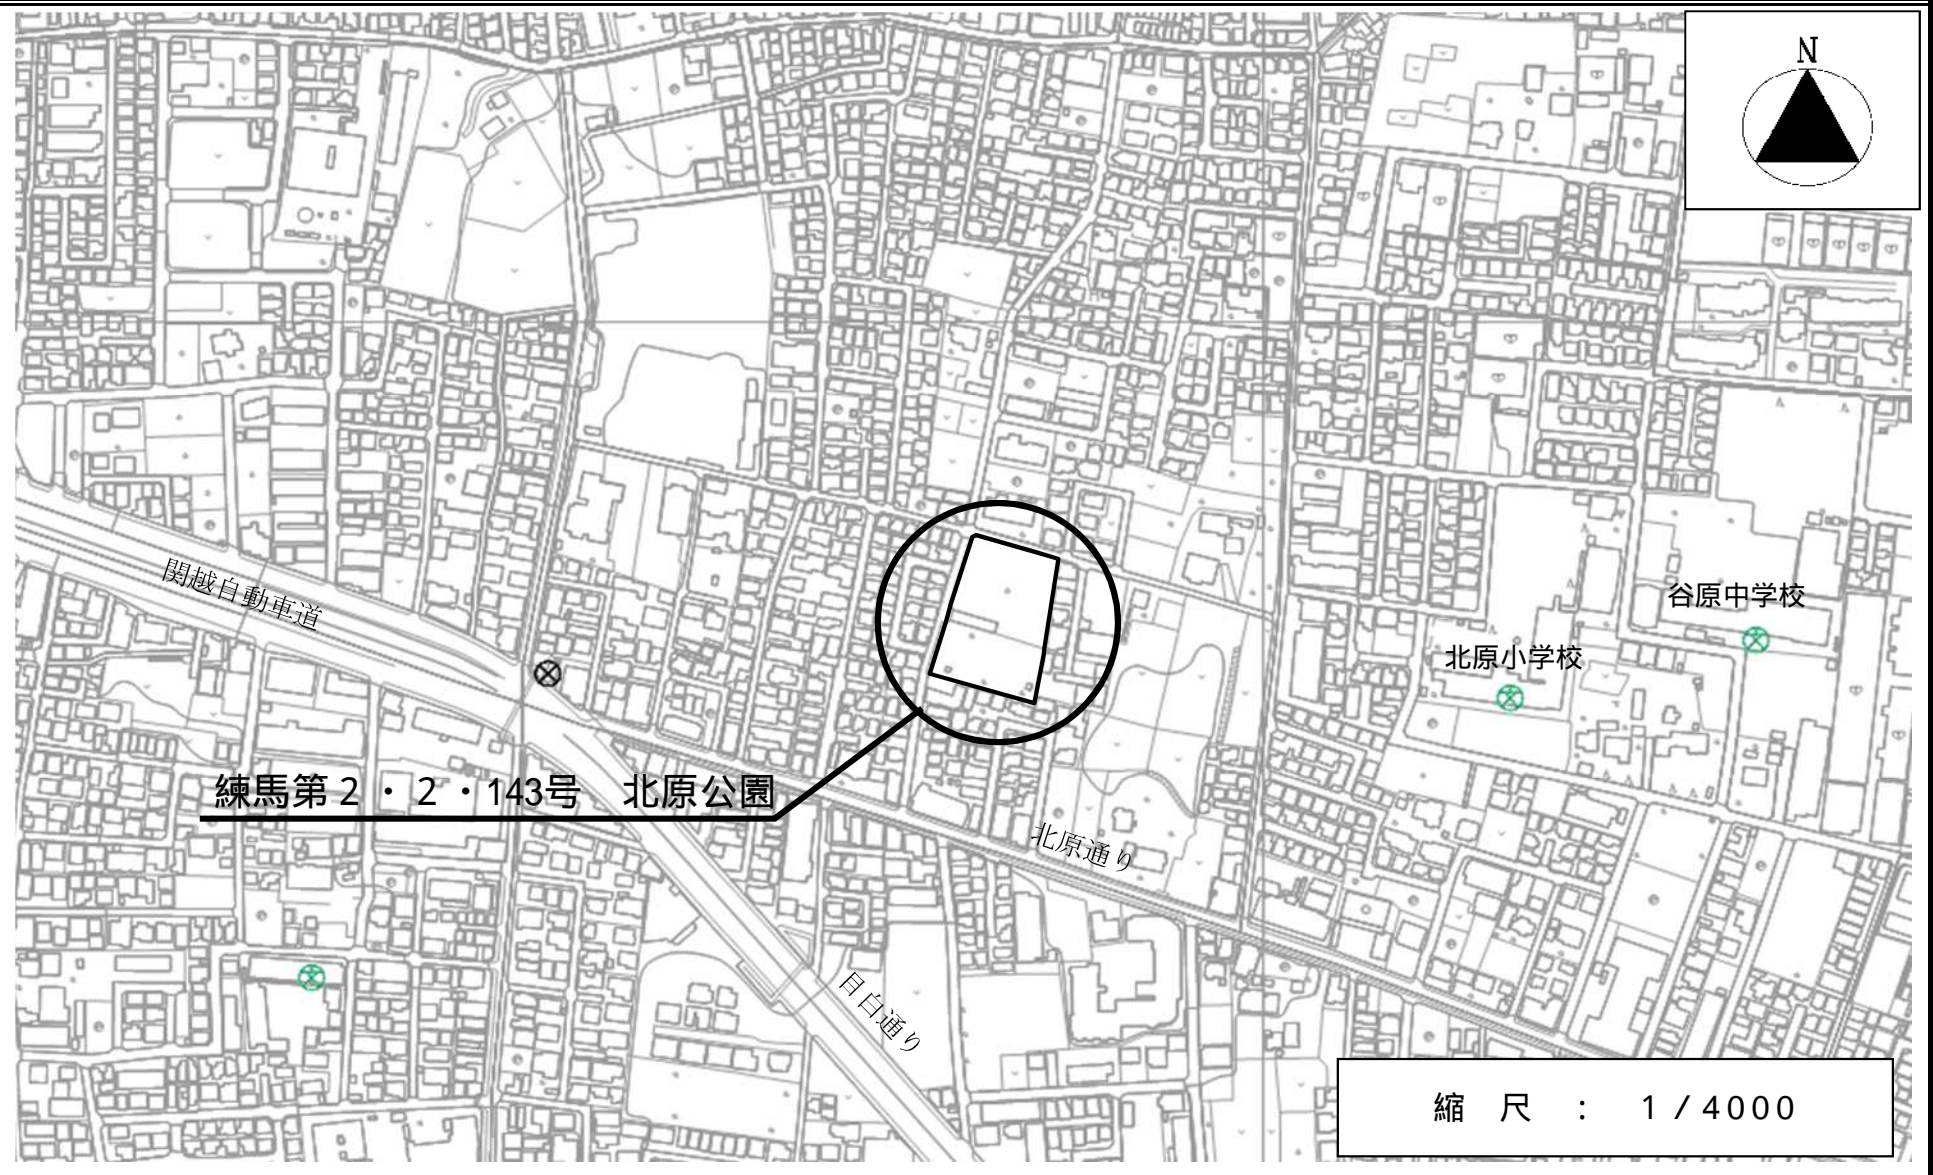 N
関越自動車道
谷原中学校
北原小学校
練馬第２・２・143号　北原公園
北原通り
目白通り
縮 尺 ： 1 / 4000